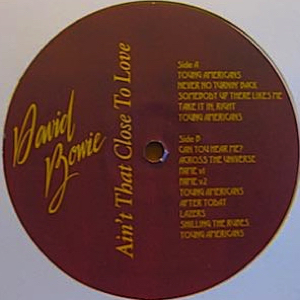 David
Bowie
Ain't That Close To Love
Side A
YOUNG AMERICANS
NEVER NO TURNIN' BACK
SOMEBODY UP THERE LIKES ME
TAKE IT IN, RIGHT
YOUNG AMERICANS
Side B
CAN YOU HEAR ME?
ACROSS THE UNIVERSE
FAME v1
FAME v2
YOUNG AMERICANS
AFTER TODAY
LAZERS
SHILLING THE RUBES
YOUNG AMERICANS